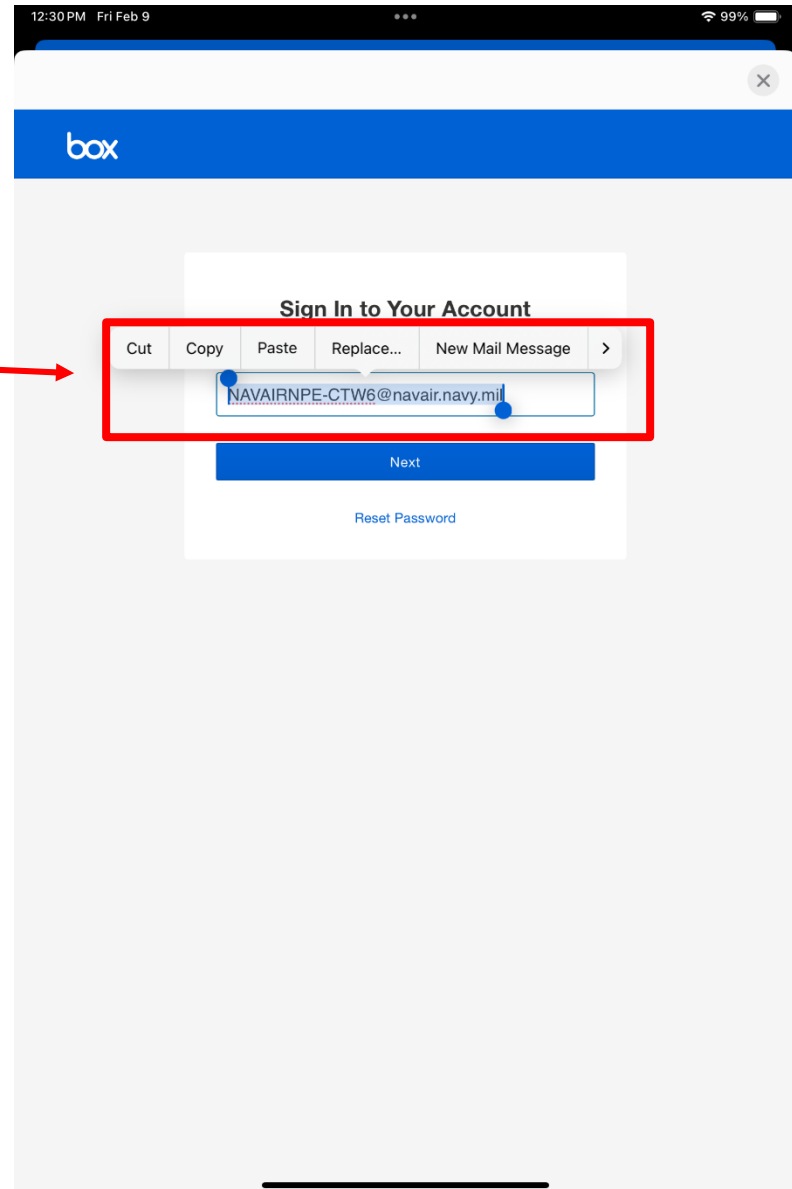 12:30 PM Fri Feb 9 99%
box
Sign In to Your Account
Cut Copy Paste Replace... New Mail Message
NAVAIRNPE-CTW6@navair.navy.mil
Next
Reset Password